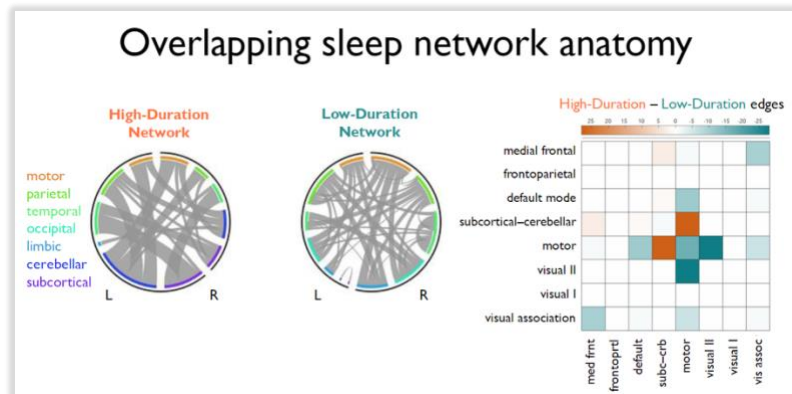 Overlapping sleep network anatomy
High-Duration
Network
Low-Duration
Network
motor
parietal
temporal
occipital
limbic
cerebellar
subcortical
L
R
L
R
High-Duration – Low-Duration edges
25 20 15 10 5 0 -5 -10 -15 -20 -25
medial frontal
frontoparietal
default mode
subcortical–cerebellar
motor
visual II
visual I
visual association
med frnt
frontoprtl
default
subc–crb
motor
visual II
visual I
vis assoc